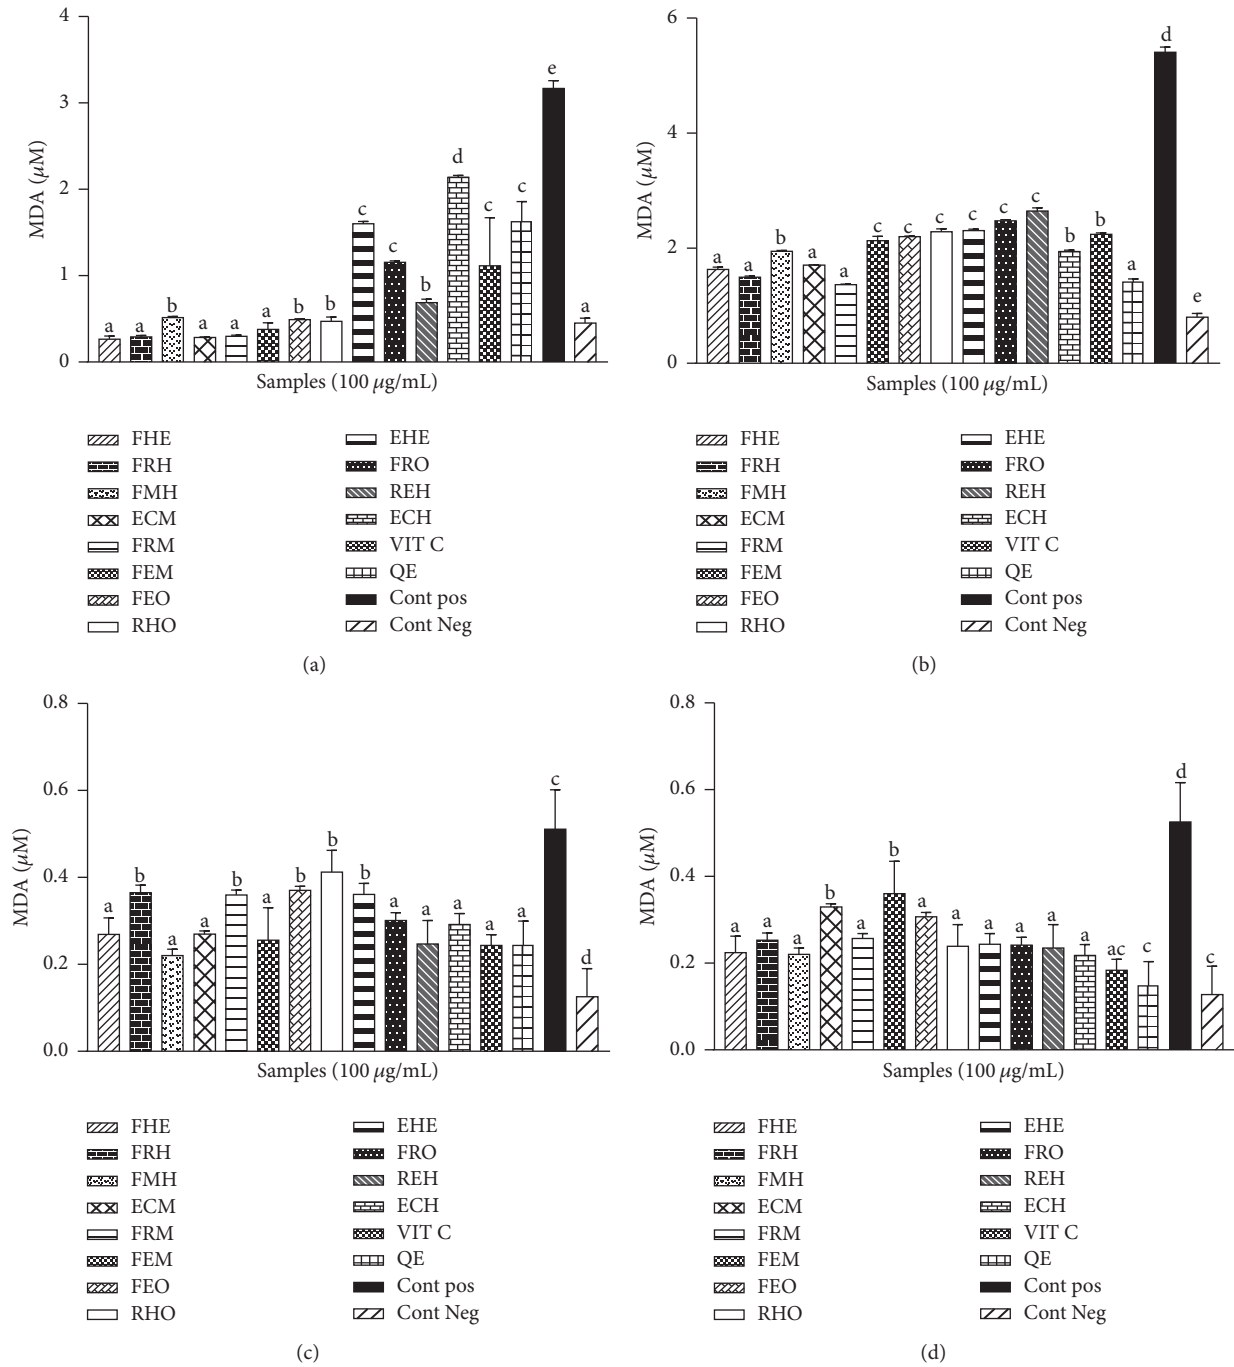 4
3
2
1
0
MDA (μM)
a a b a a a b b c c b d c c e a
Samples (100 μg/mL)
FHE
FRH
FMH
ECM
FRM
FEM
FEO
RHO
EHE
FRO
REH
ECH
VIT C
QE
Cont pos
Cont Neg
(a)
6
4
2
0
MDA (μM)
a a b a a c c c c c c b b a d e
Samples (100 μg/mL)
FHE
FRH
FMH
ECM
FRM
FEM
FEO
RHO
EHE
FRO
REH
ECH
VIT C
QE
Cont pos
Cont Neg
(b)
0.8
0.6
0.4
0.2
0.0
MDA (μM)
a b a a b a b b b a a a a a c d
Samples (100 μg/mL)
FHE
FRH
FMH
ECM
FRM
FEM
FEO
RHO
EHE
FRO
REH
ECH
VIT C
QE
Cont pos
Cont Neg
(c)
0.8
0.6
0.4
0.2
0.0
MDA (μM)
a a a b a b a a a a a a ac c d c
Samples (100 μg/mL)
FHE
FRH
FMH
ECM
FRM
FEM
FEO
RHO
EHE
FRO
REH
ECH
VIT C
QE
Cont pos
Cont Neg
(d)